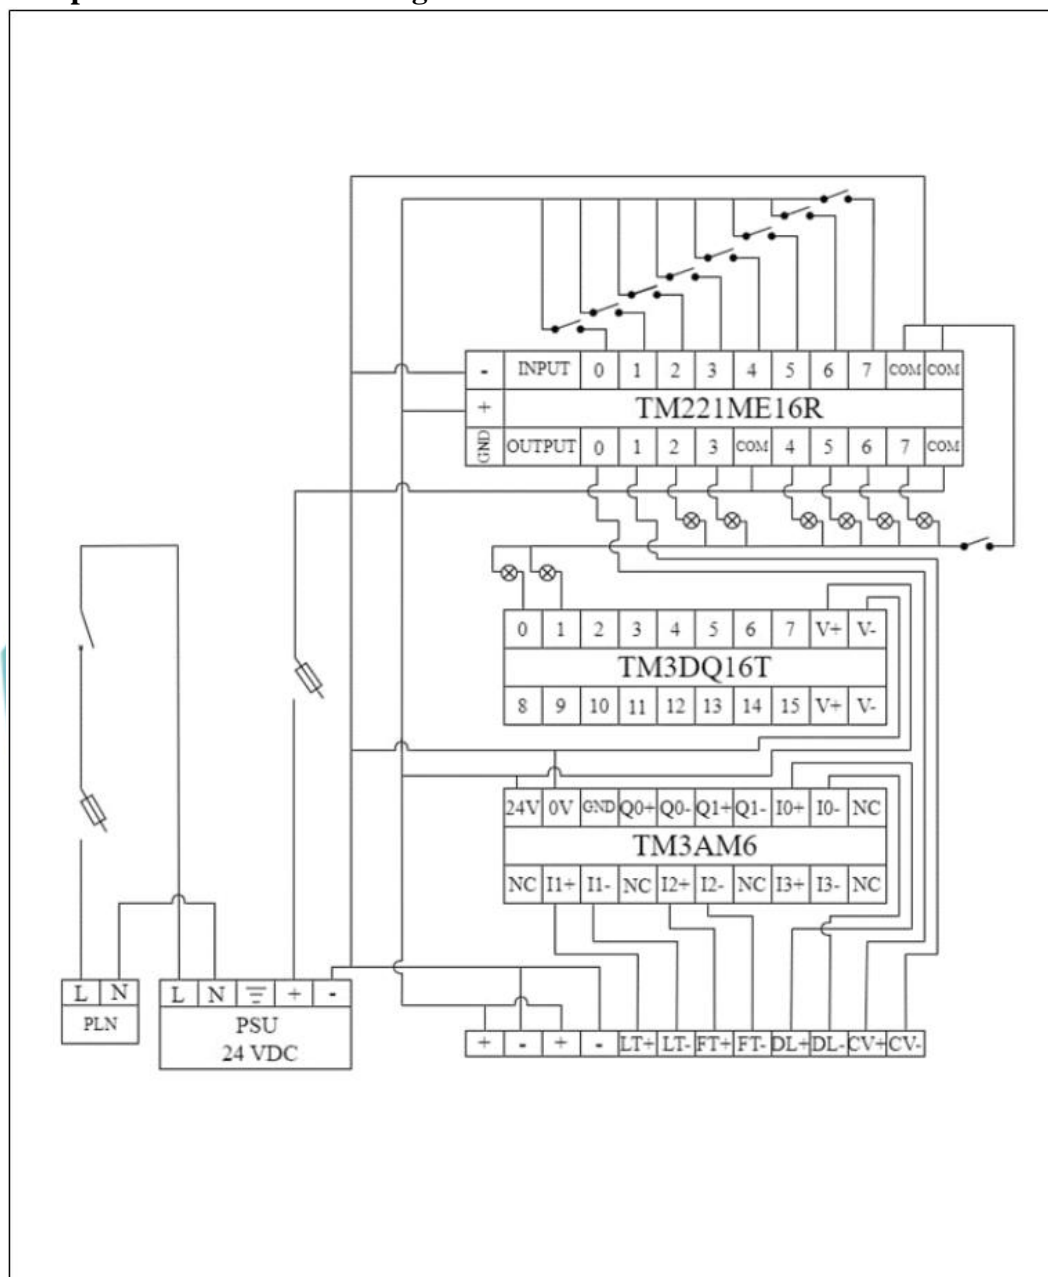 - INPUT 0 1 2 3 4 5 6 7 COM COM
+ TM221ME16R
GND OUTPUT 0 1 2 3 COM 4 5 6 7 COM
0 1 2 3 4 5 6 7 V+ V-
TM3DQ16T
8 9 10 11 12 13 14 15 V+ V-
24V 0V GND Q0+ Q0- Q1+ Q1- I0+ I0- NC
TM3AM6
NC I1+ I1- NC I2+ I2- NC I3+ I3- NC
L N
PLN
L N + -
PSU
24 VDC
+ - + - LT+ LT- FT+ FT- DL+ DL- CV+ CV-